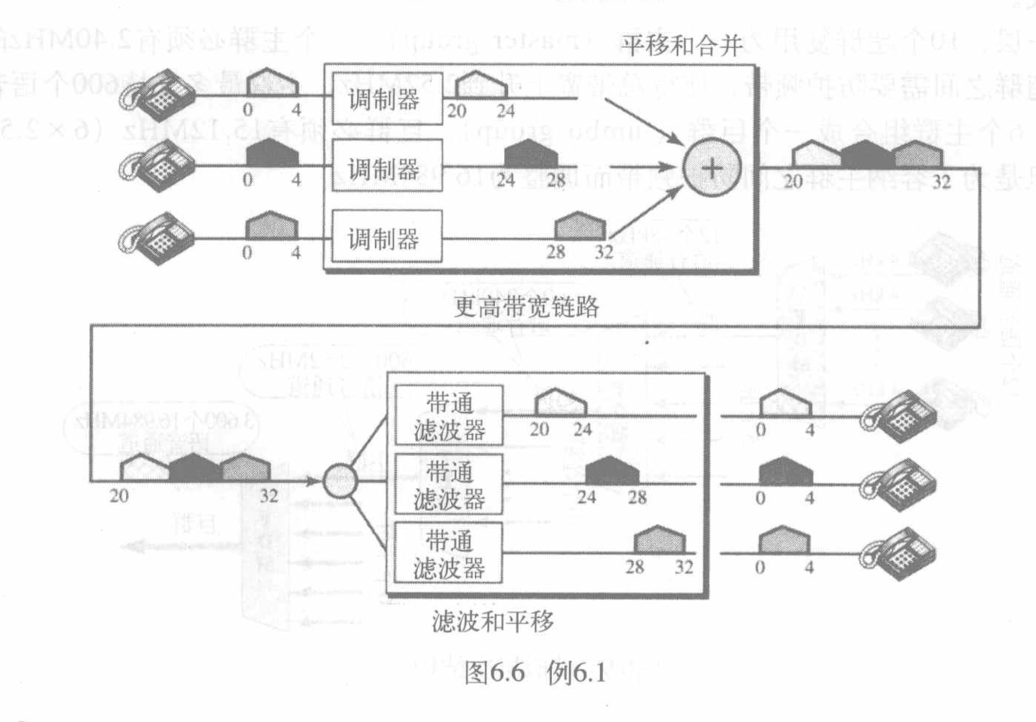 平移和合并
0 4 调制器 20 24
0 4 调制器 24 28
0 4 调制器 28 32
+
20 32
更高带宽链路
带通
滤波器 20 24 0 4
20 32 带通
滤波器 24 28 0 4
带通
滤波器 28 32 0 4
滤波和平移
图6.6 例6.1